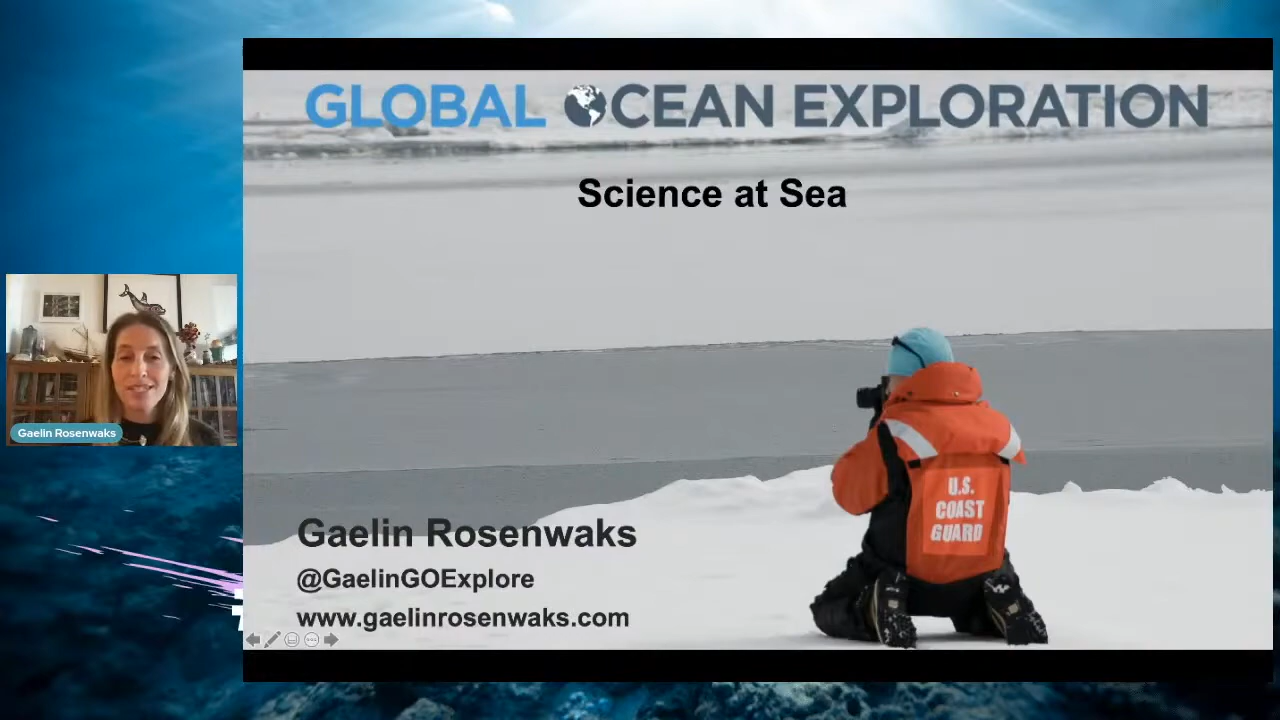 GLOBAL OCEAN EXPLORATION
Science at Sea
Gaelin Rosenwaks
U.S.
COAST
GUARD
Gaelin Rosenwaks
@GaelinGOExplore
www.gaelinrosenwaks.com